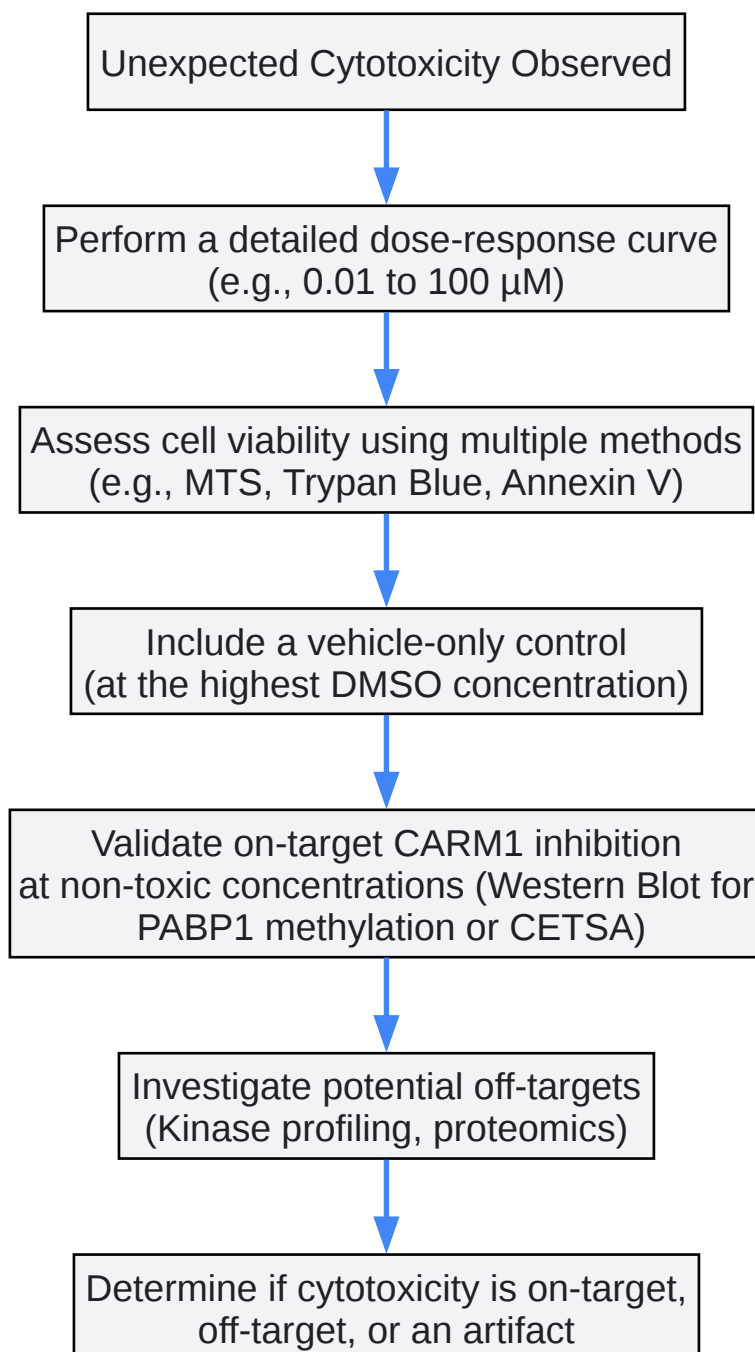 Unexpected Cytotoxicity Observed
Perform a detailed dose-response curve
(e.g., 0.01 to 100 µM)
Assess cell viability using multiple methods
(e.g., MTS, Trypan Blue, Annexin V)
Include a vehicle-only control
(at the highest DMSO concentration)
Validate on-target CARM1 inhibition
at non-toxic concentrations (Western Blot for
PABP1 methylation or CETSA)
Investigate potential off-targets
(Kinase profiling, proteomics)
Determine if cytotoxicity is on-target,
off-target, or an artifact